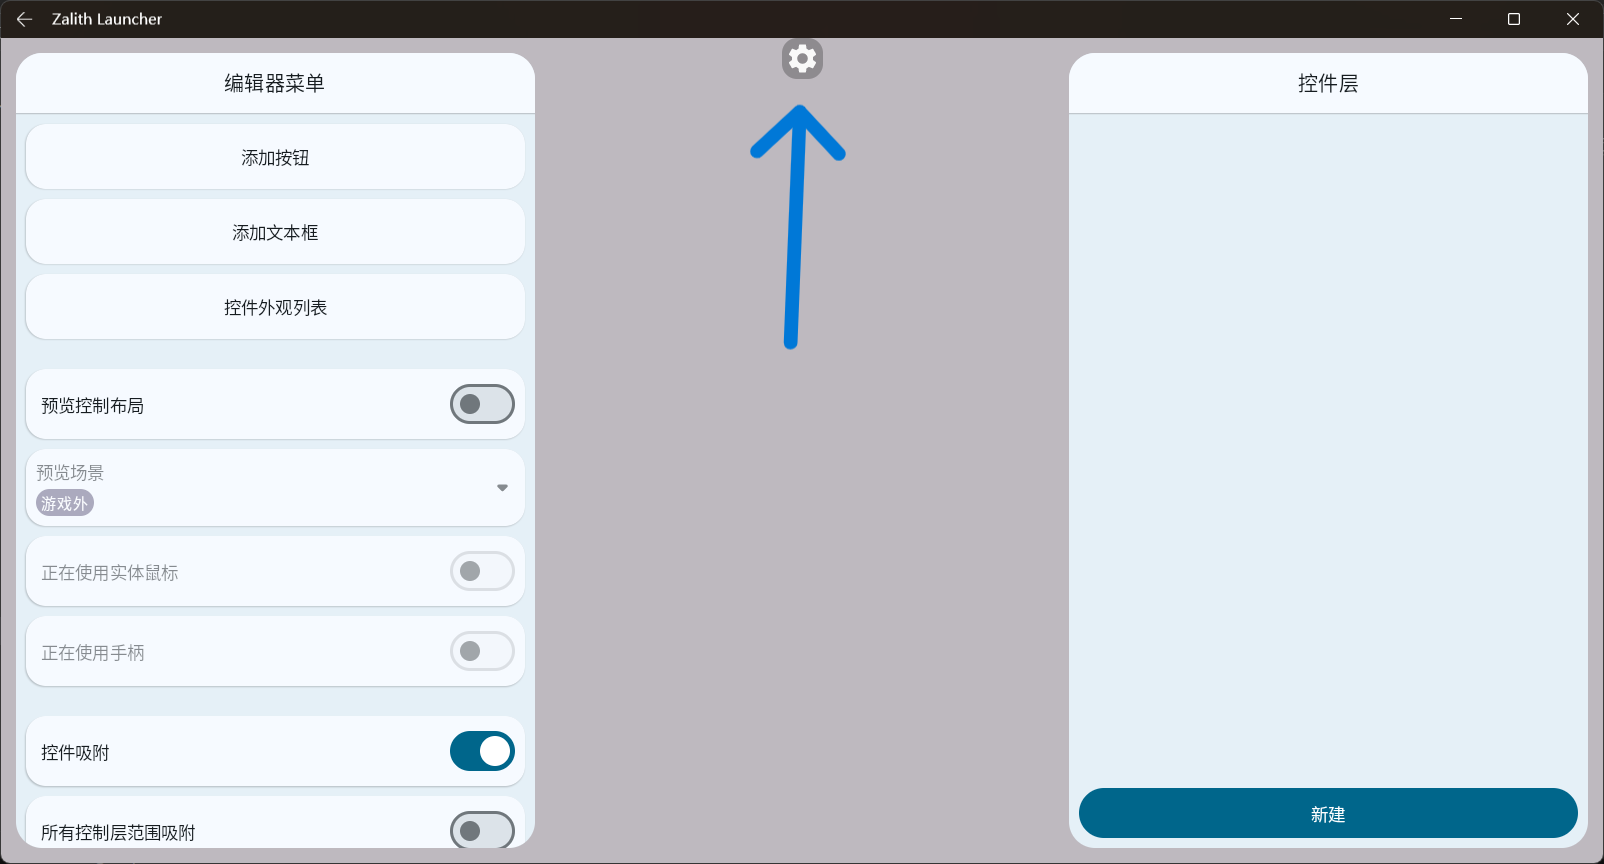 Zalith Launcher
编辑器菜单
添加按钮
添加文本框
控件外观列表
预览控制布局
预览场景
游戏外
正在使用实体鼠标
正在使用手柄
控件吸附
所有控制层范围吸附
控件层
新建